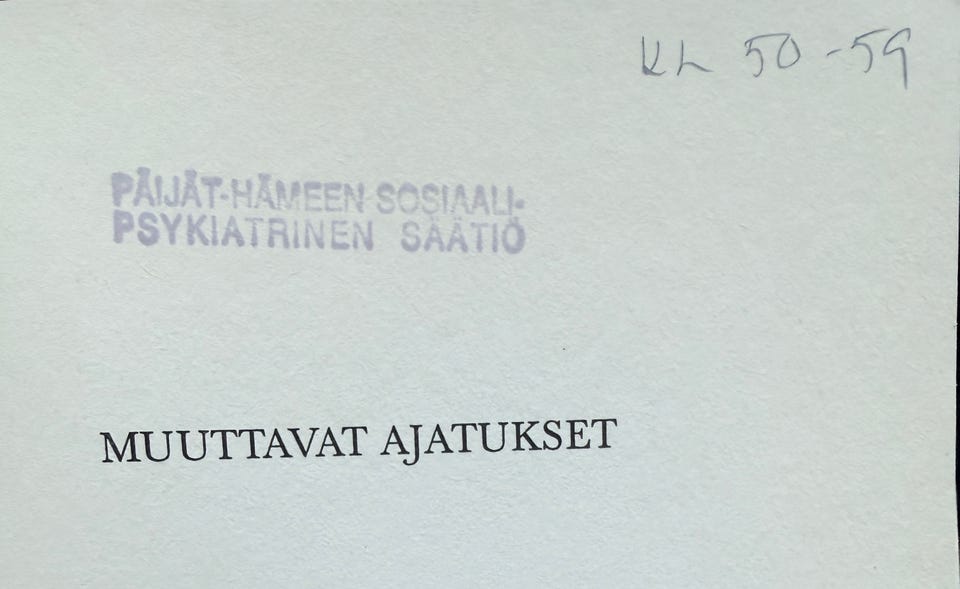 KL 50-59
PÄIJÄT-HÄMEEN SOSIAALI-
PSYKIATRINEN SÄÄTIÖ
MUUTTAVAT AJATUKSET